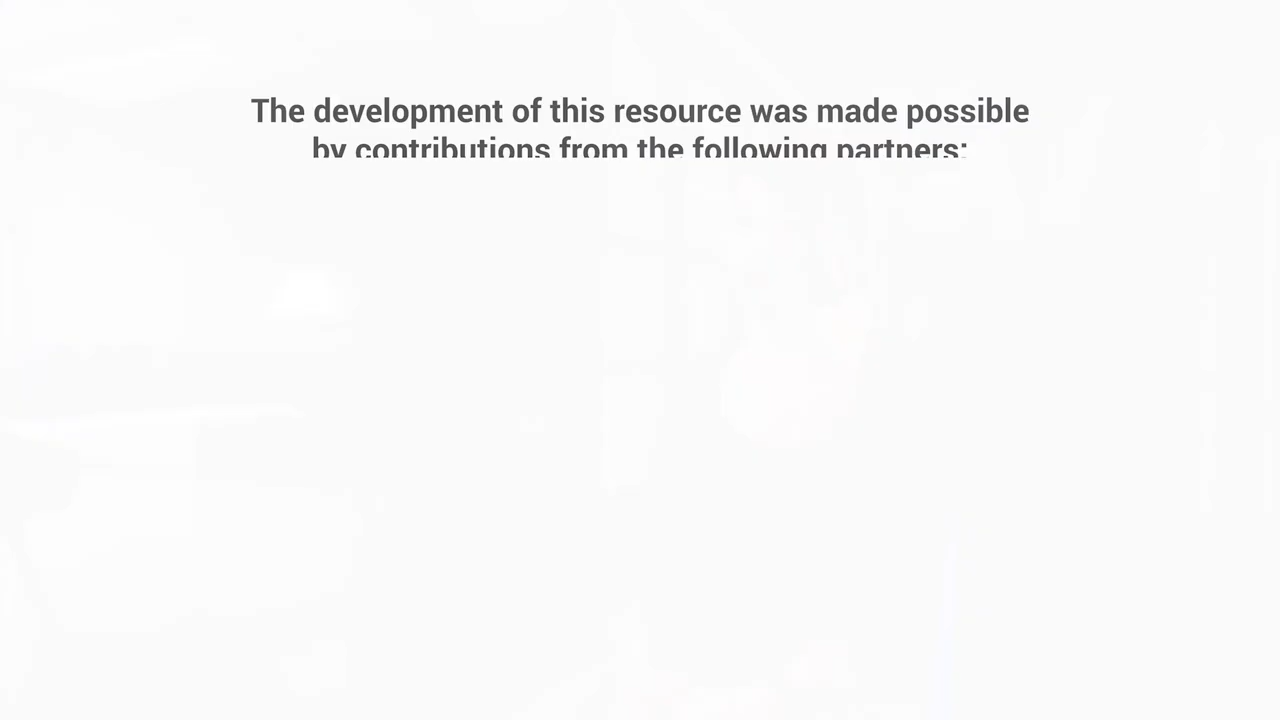 The development of this resource was made possible
by contributions from the following partners: